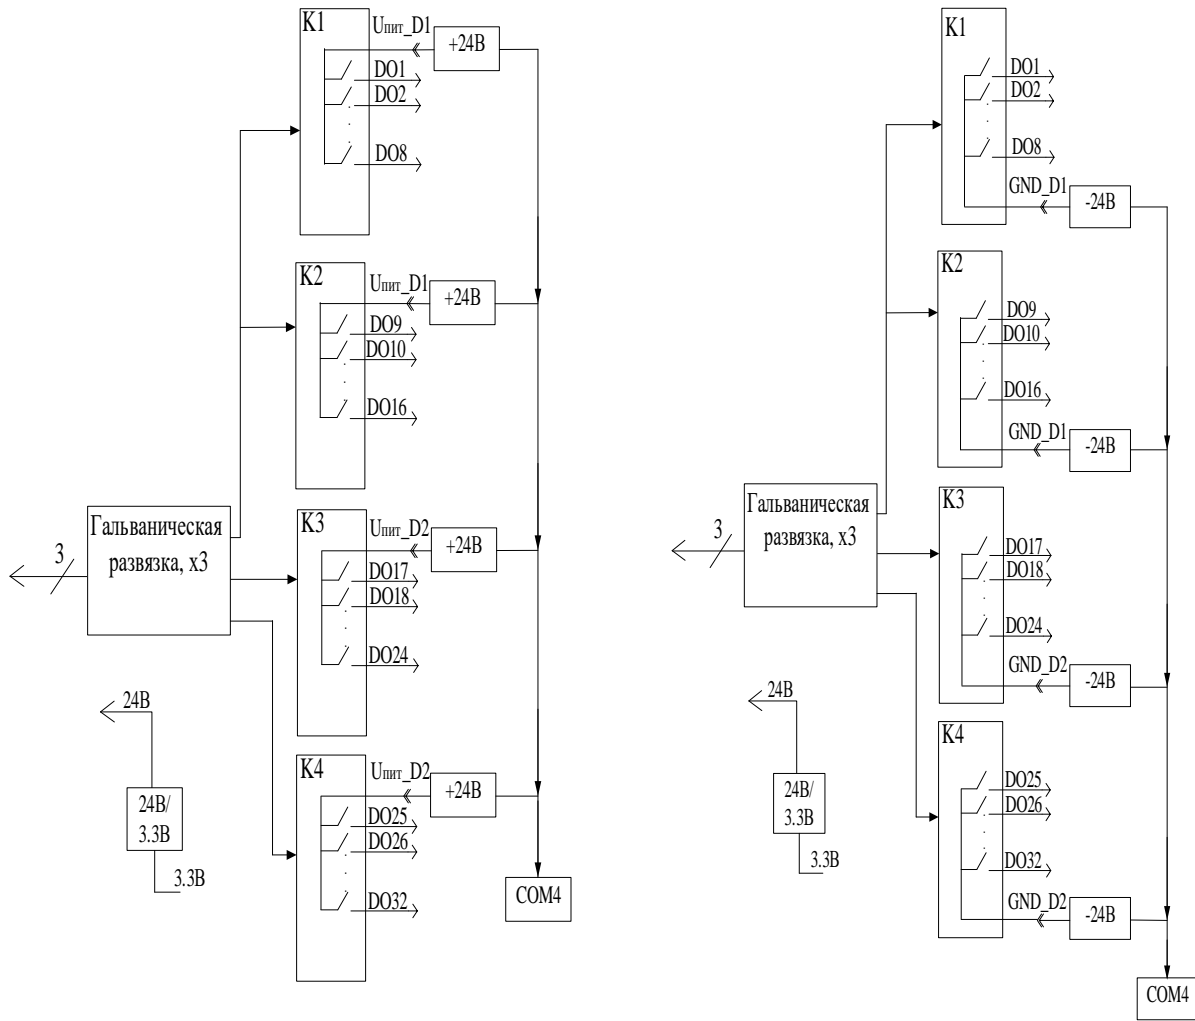 K1
Uпит_D1
+24В
DO1
DO2
DO8
K2
Uпит_D1
+24В
DO9
DO10
DO16
Гальваническая
развязка, х3
3
K3
Uпит_D2
+24В
DO17
DO18
DO24
24В
24В/
3.3В
3.3В
K4
Uпит_D2
+24В
DO25
DO26
DO32
COM4
K1
DO1
DO2
DO8
GND_D1
-24В
K2
DO9
DO10
DO16
GND_D1
-24В
Гальваническая
развязка, х3
3
K3
DO17
DO18
DO24
GND_D2
-24В
24В
24В/
3.3В
3.3В
K4
DO25
DO26
DO32
GND_D2
-24В
COM4